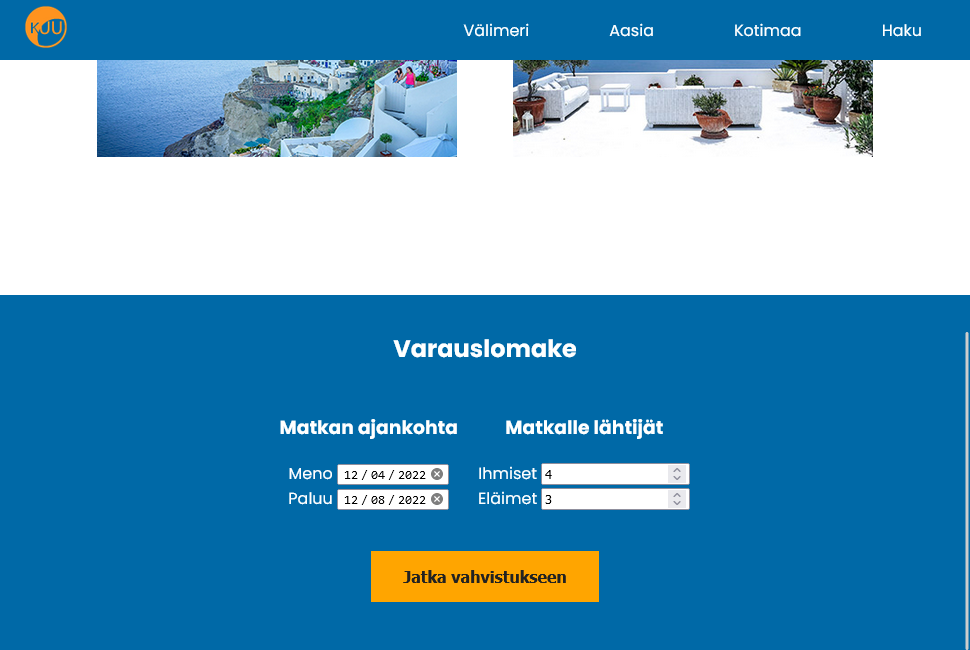 KUU
Välimeri Aasia Kotimaa Haku
Varauslomake
Matkan ajankohta Matkalle lähtijät
Meno 12 / 04 / 2022 Ihmiset 4
Paluu 12 / 08 / 2022 Eläimet 3
Jatka vahvistukseen